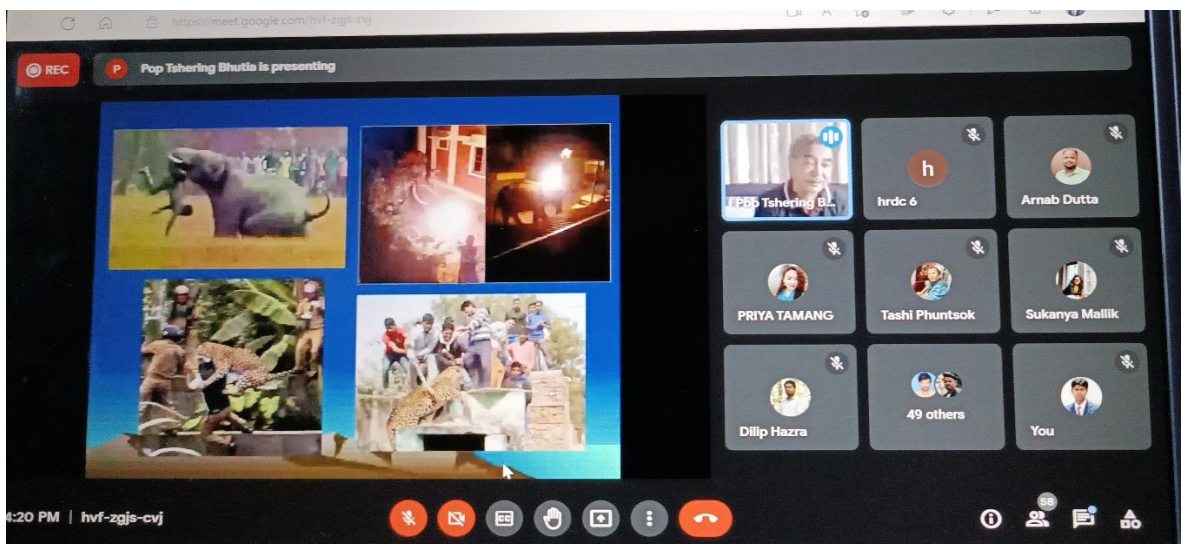 https://meet.google.com/hvf-zgjs-cvj
REC
P
Pop Tshering Bhutia is presenting
Pop Tshering B...
h
hrdc 6
Arnab Dutta
PRIYA TAMANG
Tashi Phuntsok
Sukanya Mallik
Dilip Hazra
49 others
You
4:20 PM | hvf-zgjs-cvj
CC
58